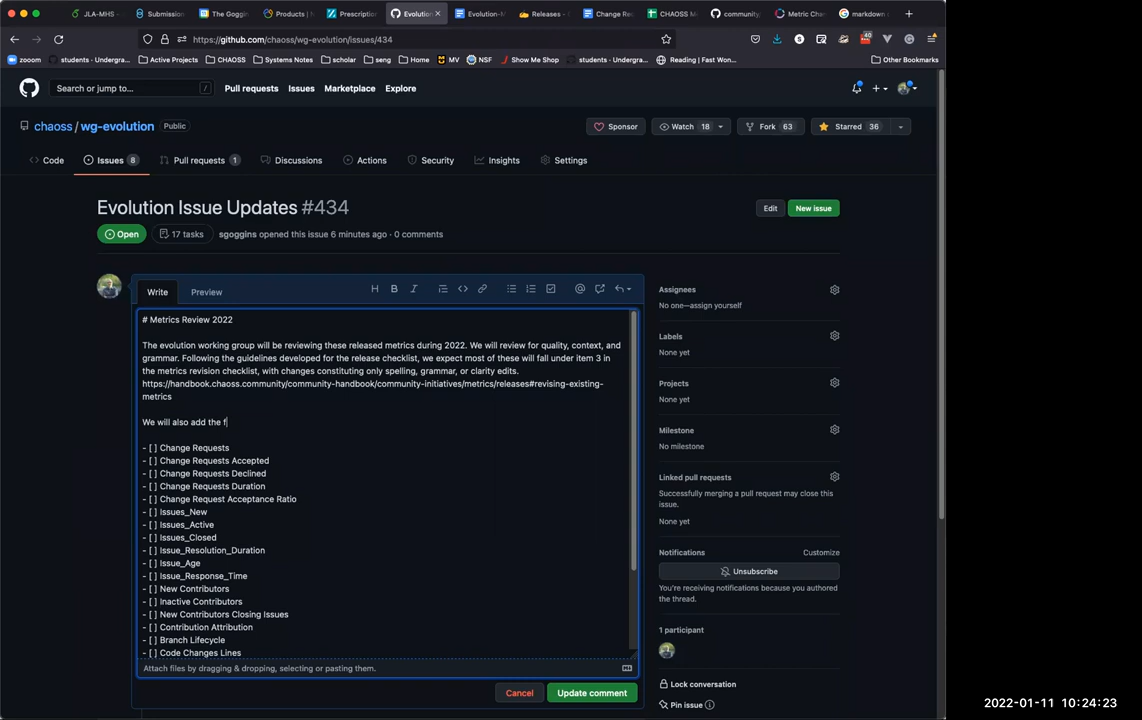 JLA-MHS -
Submission
The Goggin
Products |
Prescription
Evolution
Evolution-M
Releases -
Change Re
CHAOSS M
community
Metric Cha
markdown
https://github.com/chaoss/wg-evolution/issues/434
40
zooom
students - Undergra...
Active Projects
CHAOSS
Systems Notes
scholar
seng
Home
MV
NSF
Show Me Shop
students - Undergra...
Reading | Fast Won...
Other Bookmarks
Search or jump to...
/
Pull requests
Issues
Marketplace
Explore
chaoss / wg-evolution
Public
Sponsor
Watch 18
Fork 63
Starred 36
Code
Issues 8
Pull requests 1
Discussions
Actions
Security
Insights
Settings
Evolution Issue Updates #434
Edit
New issue
Open
17 tasks
sgoggins opened this issue 6 minutes ago · 0 comments
Write
Preview
# Metrics Review 2022
The evolution working group will be reviewing these released metrics during 2022. We will review for quality, context, and
grammar. Following the guidelines developed for the release checklist, we expect most of these will fall under item 3 in
the metrics revision checklist, with changes constituting only spelling, grammar, or clarity edits.
https://handbook.chaoss.community/community-handbook/community-initiatives/metrics/releases#revising-existing-
metrics
We will also add the f
- [ ] Change Requests
- [ ] Change Requests Accepted
- [ ] Change Requests Declined
- [ ] Change Requests Duration
- [ ] Change Request Acceptance Ratio
- [ ] Issues_New
- [ ] Issues_Active
- [ ] Issues_Closed
- [ ] Issue_Resolution_Duration
- [ ] Issue_Age
- [ ] Issue_Response_Time
- [ ] New Contributors
- [ ] Inactive Contributors
- [ ] New Contributors Closing Issues
- [ ] Contribution Attribution
- [ ] Branch Lifecycle
- [ ] Code Changes Lines
Attach files by dragging & dropping, selecting or pasting them.
Cancel
Update comment
Assignees
No one—assign yourself
Labels
None yet
Projects
None yet
Milestone
No milestone
Linked pull requests
Successfully merging a pull request may close this
issue.
None yet
Notifications
Customize
Unsubscribe
You're receiving notifications because you authored
the thread.
1 participant
Lock conversation
Pin issue
2022-01-11 10:24:23